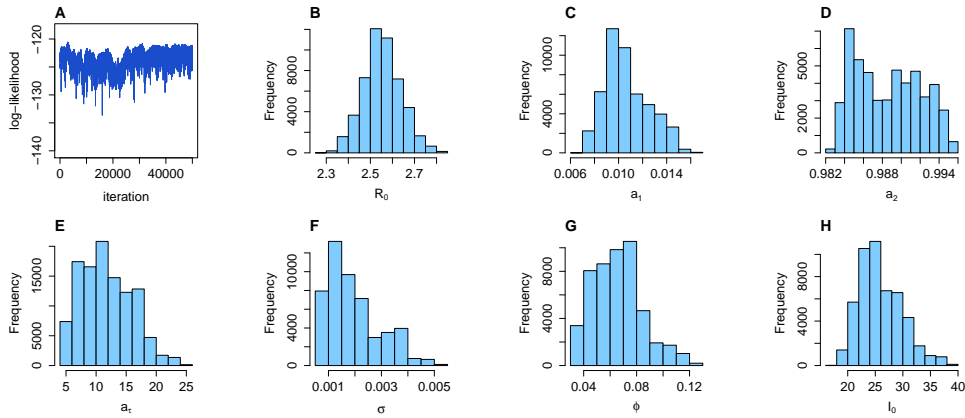 A
log−likelihood
−120
−130
−140
0 20000 40000
iteration
B
Frequency
0 4000 8000
2.3 2.5 2.7
R0
C
Frequency
0 4000 10000
0.006 0.010 0.014
a1
D
Frequency
0 2000 5000
0.982 0.988 0.994
a2
E
Frequency
0 5000 15000
5 10 15 20 25
aτ
F
Frequency
0 4000 10000
0.001 0.003 0.005
σ
G
Frequency
0 4000 8000
0.04 0.08 0.12
ϕ
H
Frequency
0 4000 10000
20 25 30 35 40
I0